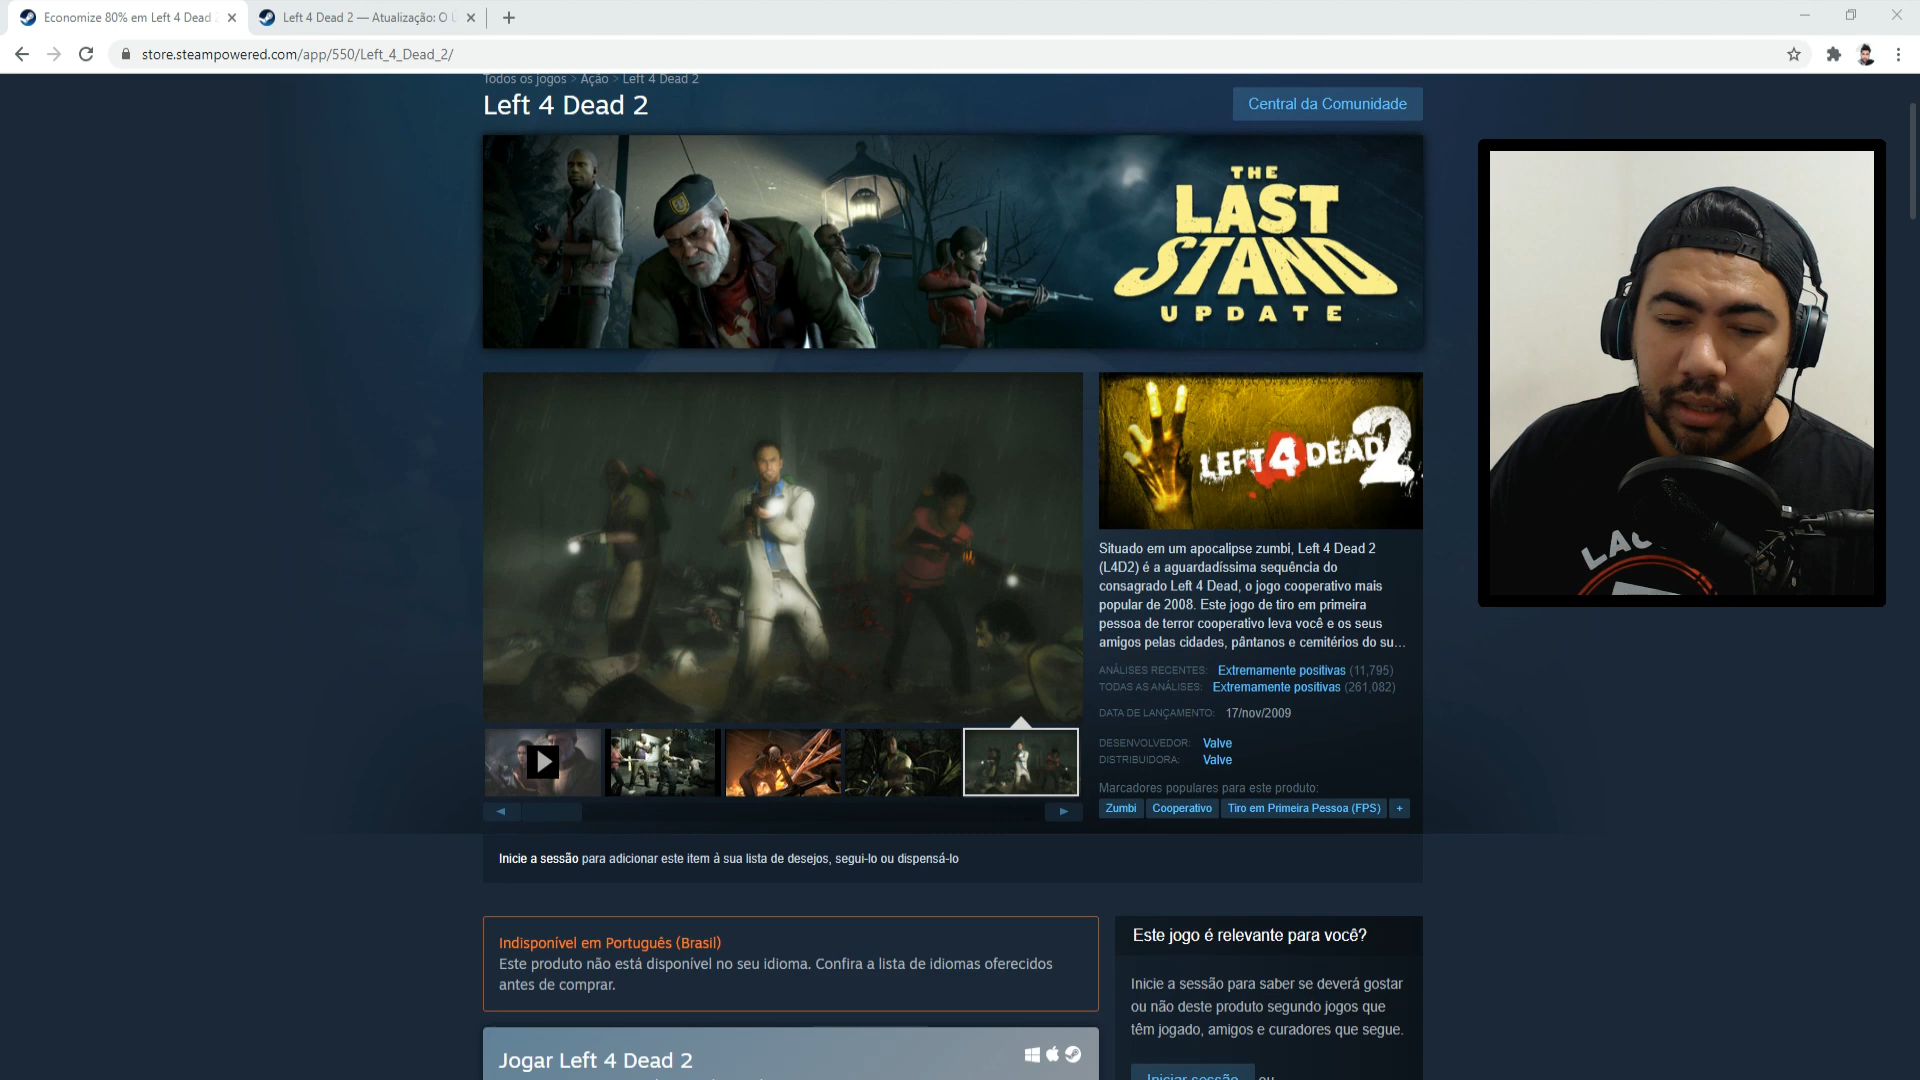 Economize 80% em Left 4 Dead 2
Left 4 Dead 2 — Atualização: O Ú
store.steampowered.com/app/550/Left_4_Dead_2/
Todos os jogos > Ação > Left 4 Dead 2
Left 4 Dead 2
Central da Comunidade
THE
LAST
STAND
UPDATE
LEFT 4 DEAD 2
Situado em um apocalipse zumbi, Left 4 Dead 2
(L4D2) é a aguardadíssima sequência do
consagrado Left 4 Dead, o jogo cooperativo mais
popular de 2008. Este jogo de tiro em primeira
pessoa de terror cooperativo leva você e os seus
amigos pelas cidades, pântanos e cemitérios do su...
ANÁLISES RECENTES: Extremamente positivas (11,795)
TODAS AS ANÁLISES: Extremamente positivas (261,082)
DATA DE LANÇAMENTO: 17/nov/2009
DESENVOLVEDOR: Valve
DISTRIBUIDORA: Valve
Marcadores populares para este produto:
Zumbi Cooperativo Tiro em Primeira Pessoa (FPS) +
Inicie a sessão para adicionar este item à sua lista de desejos, segui-lo ou dispensá-lo
Indisponível em Português (Brasil)
Este produto não está disponível no seu idioma. Confira a lista de idiomas oferecidos
antes de comprar.
Jogar Left 4 Dead 2
Este jogo é relevante para você?
Inicie a sessão para saber se deverá gostar
ou não deste produto segundo jogos que
têm jogado, amigos e curadores que segue.
Iniciar sessão ou